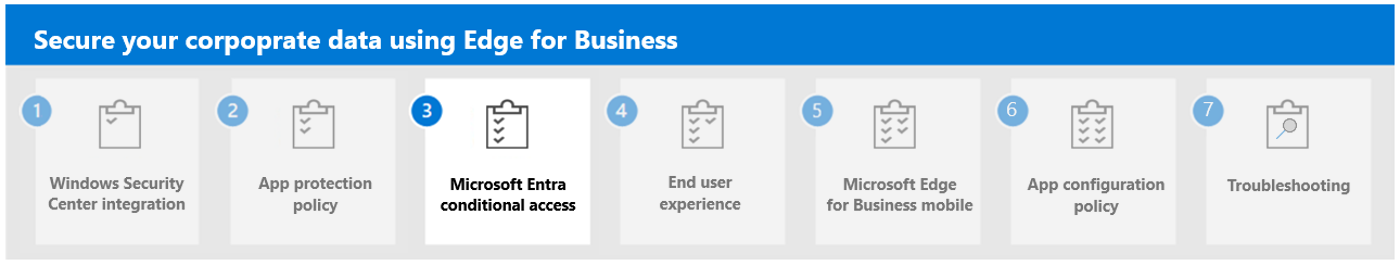 Secure your corpoprate data using Edge for Business
1
Windows Security
Center integration
2
App protection
policy
3
Microsoft Entra
conditional access
4
End user
experience
5
Microsoft Edge
for Business mobile
6
App configuration
policy
7
Troubleshooting